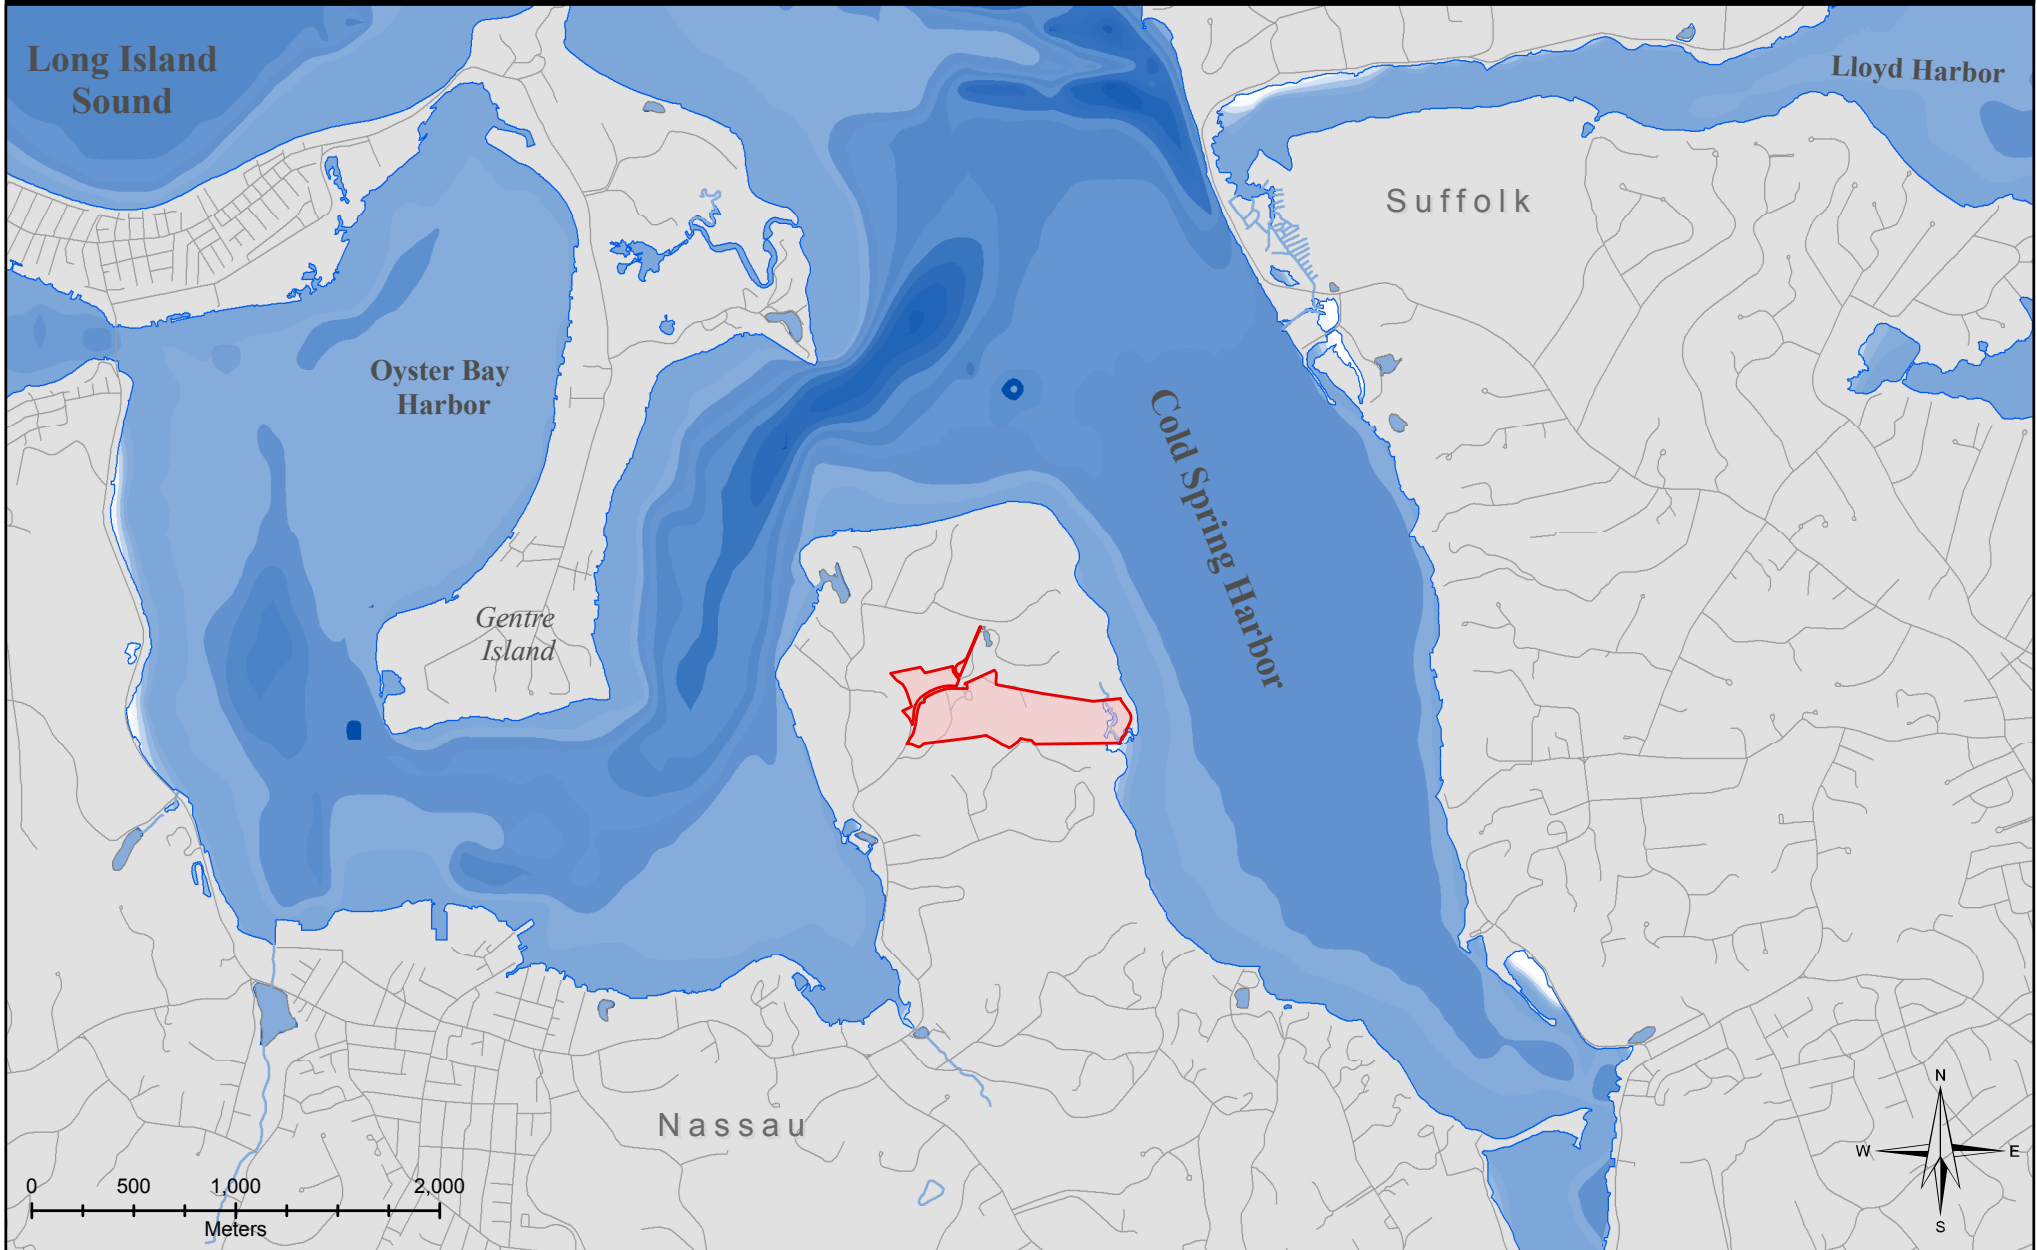 Long Island
Sound
Lloyd Harbor
Suffolk
Oyster Bay
Harbor
Cold Spring Harbor
Gentre
Island
Nassau
0 500 1,000 2,000
Meters
N
W E
S